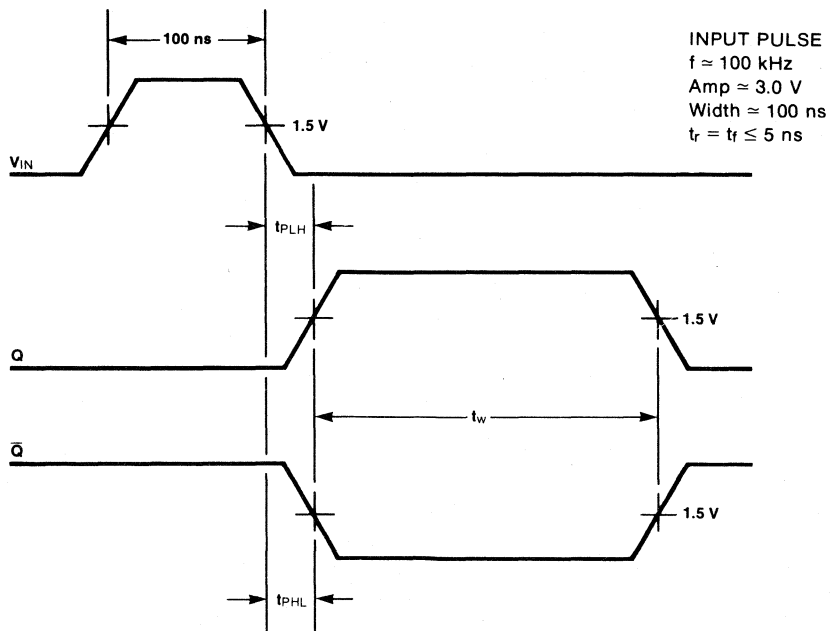 100 ns
INPUT PULSE
f ≃ 100 kHz
Amp ≃ 3.0 V
Width ≃ 100 ns
tr = tf ≤ 5 ns
1.5 V
VIN
tPLH
1.5 V
Q
tw
Q̅
1.5 V
tPHL